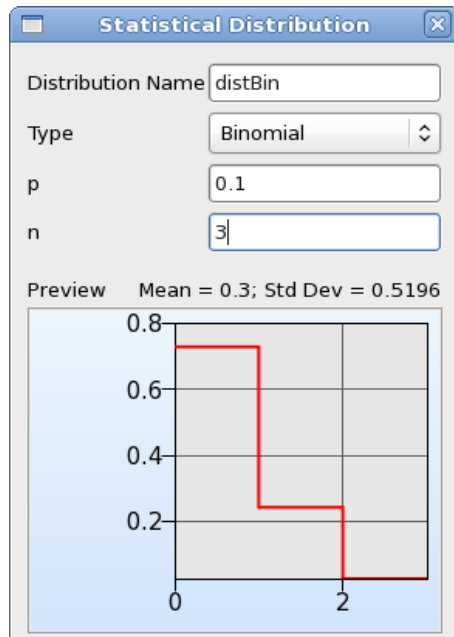 Statistical Distribution
Distribution Name distBin
Type Binomial
p 0.1
n 3
Preview Mean = 0.3; Std Dev = 0.5196
0.8
0.6
0.4
0.2
0 2